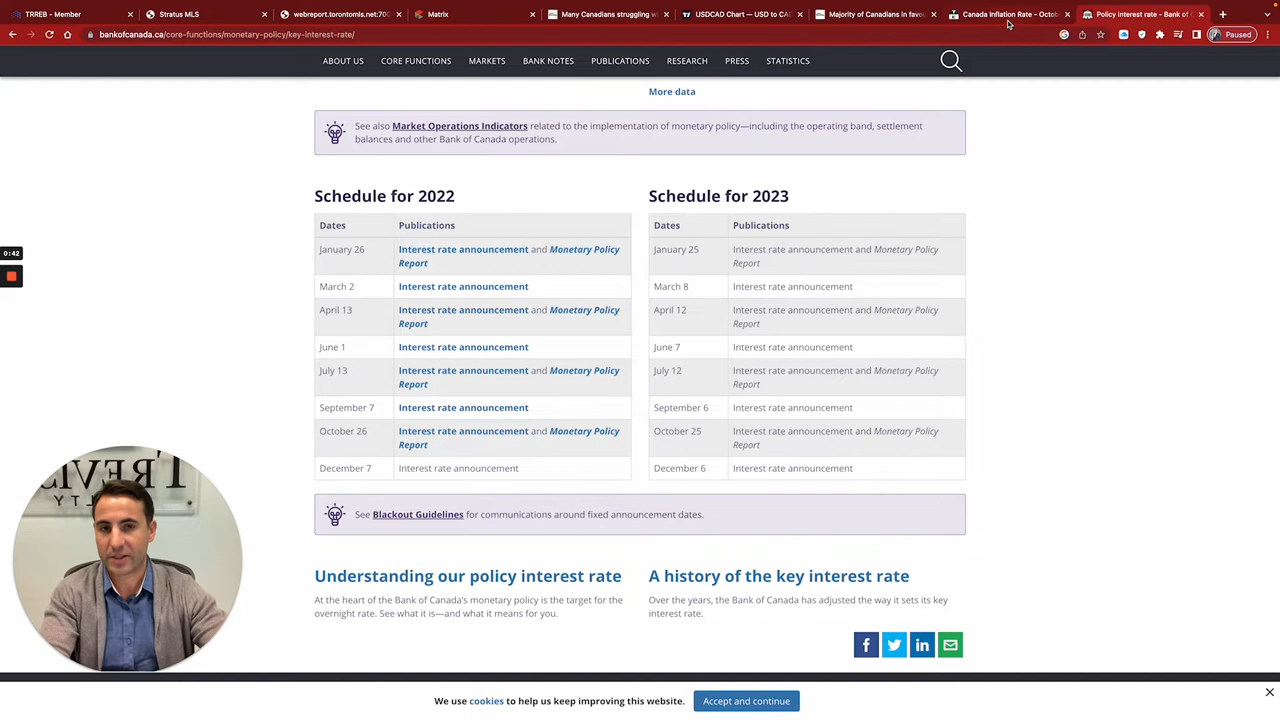 TRREB - Member
Stratus MLS
webreport.torontomls.net:700
Matrix
Many Canadians struggling w
USDCAD Chart — USD to CAD
Majority of Canadians in favou
Canada Inflation Rate - Octob
Policy interest rate - Bank of C
bankofcanada.ca/core-functions/monetary-policy/key-interest-rate/
Paused
ABOUT US
CORE FUNCTIONS
MARKETS
BANK NOTES
PUBLICATIONS
RESEARCH
PRESS
STATISTICS
More data
See also Market Operations Indicators related to the implementation of monetary policy—including the operating band, settlement
balances and other Bank of Canada operations.
Schedule for 2022
Dates Publications
January 26 Interest rate announcement and Monetary Policy
Report
March 2 Interest rate announcement
April 13 Interest rate announcement and Monetary Policy
Report
June 1 Interest rate announcement
July 13 Interest rate announcement and Monetary Policy
Report
September 7 Interest rate announcement
October 26 Interest rate announcement and Monetary Policy
Report
December 7 Interest rate announcement
Schedule for 2023
Dates Publications
January 25 Interest rate announcement and Monetary Policy
Report
March 8 Interest rate announcement
April 12 Interest rate announcement and Monetary Policy
Report
June 7 Interest rate announcement
July 12 Interest rate announcement and Monetary Policy
Report
September 6 Interest rate announcement
October 25 Interest rate announcement and Monetary Policy
Report
December 6 Interest rate announcement
0:42
See Blackout Guidelines for communications around fixed announcement dates.
Understanding our policy interest rate
At the heart of the Bank of Canada's monetary policy is the target for the
overnight rate. See what it is—and what it means for you.
A history of the key interest rate
Over the years, the Bank of Canada has adjusted the way it sets its key
interest rate.
We use cookies to help us keep improving this website.
Accept and continue